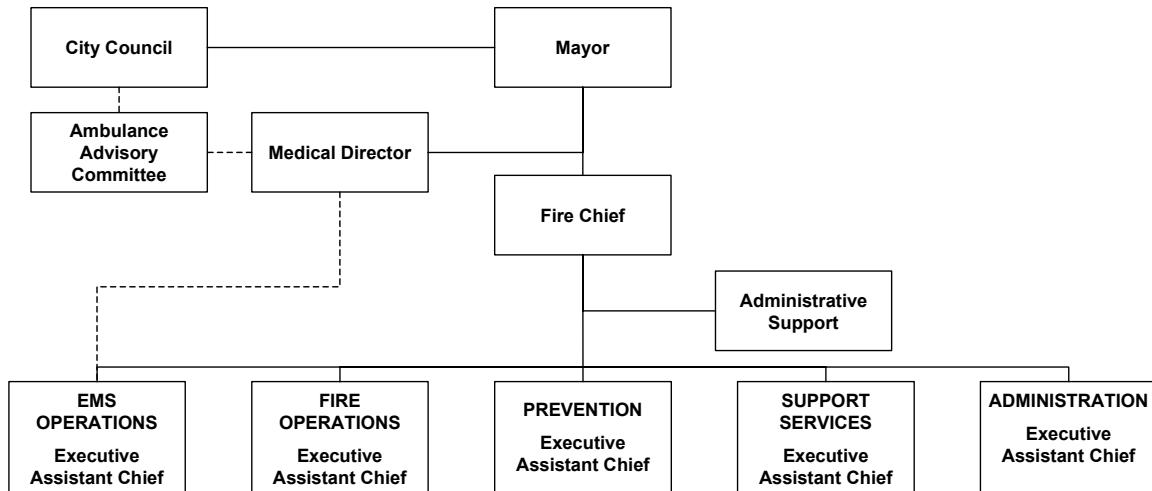 City Council
Mayor
Ambulance
Advisory
Committee
Medical Director
Fire Chief
Administrative
Support
EMS
OPERATIONS
Executive
Assistant Chief
FIRE
OPERATIONS
Executive
Assistant Chief
PREVENTION
Executive
Assistant Chief
SUPPORT
SERVICES
Executive
Assistant Chief
ADMINISTRATION
Executive
Assistant Chief